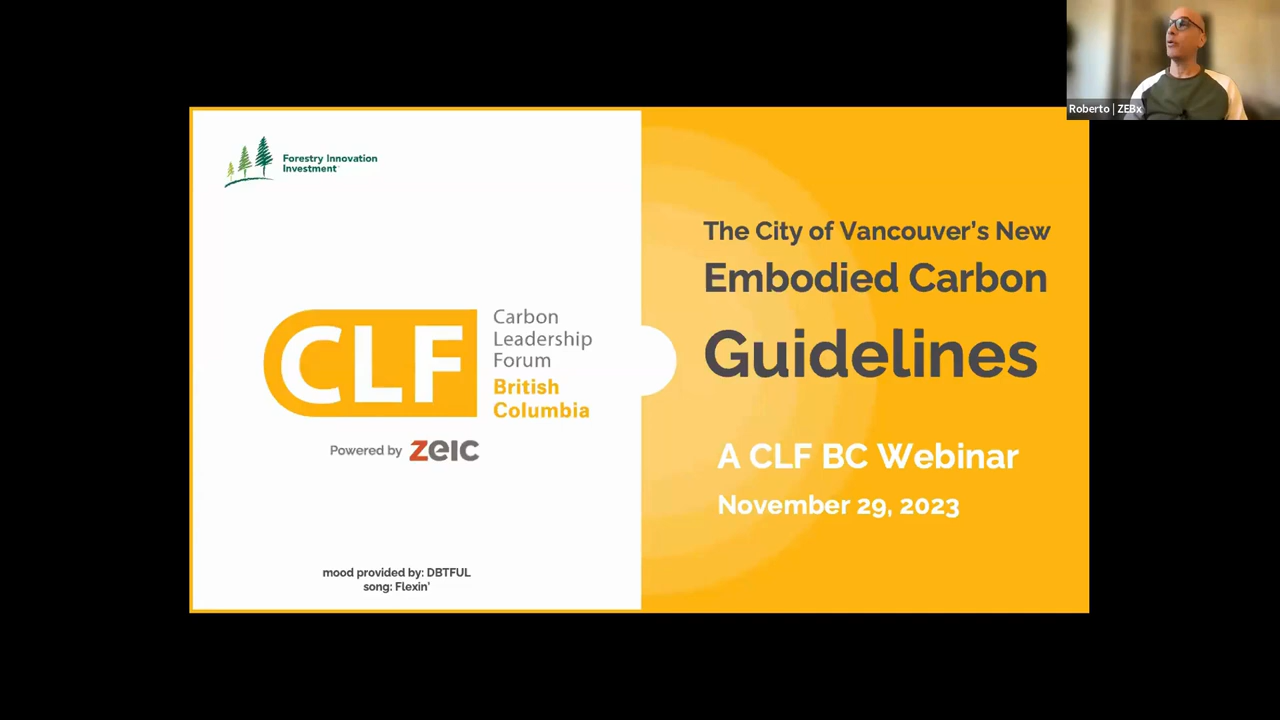 Roberto | ZEBx
Forestry Innovation
Investment
The City of Vancouver's New
Embodied Carbon
Guidelines
CLF
Carbon
Leadership
Forum
British
Columbia
Powered by zeic
A CLF BC Webinar
November 29, 2023
mood provided by: DBTFUL
song: Flexin'